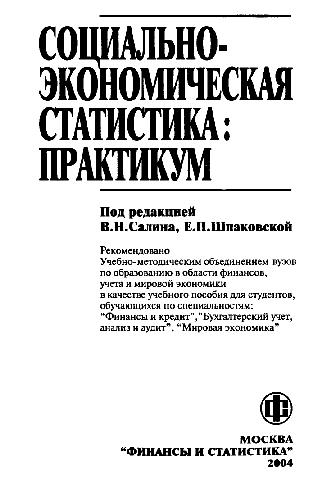 СОЦИАЛЬНО-
ЭКОНОМИЧЕСКАЯ
СТАТИСТИКА:
ПРАКТИКУМ
Под редакцией
В.Н.Салина, Е.П.Шпаковской
Рекомендовано
Учебно-методическим объединением вузов
по образованию в области финансов,
учета и мировой экономики
в качестве учебного пособия для студентов,
обучающихся по специальностям:
"Финансы и кредит", "Бухгалтерский учет,
анализ и аудит", "Мировая экономика"
ФС
МОСКВА
"ФИНАНСЫ И СТАТИСТИКА"
2004